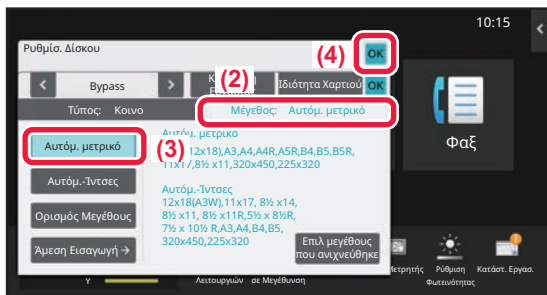 10:15
Ρυθμίσ. Δίσκου
(4)
OK
Bypass
(2)
Ιδιότητα Χαρτιού
OK
Τύπος: Κοινο
Μέγεθος: Αυτόμ. μετρικό
Αυτόμ. μετρικό
(3)
Αυτόμ. μετρικό
12x18),A3,A4,A4R,A5R,B4,B5,B5R,
11x17,8½ x11,320x450,225x320
Αυτόμ.-Ίντσες
Αυτόμ.-Ίντσες
12x18(A3W),11x17, 8½ x14,
Ορισμός Μεγέθους
8½ x11, 8½ x11R,5½ x 8½R,
7½ x 10½ R,A3,A4,B4,B5,
320x450,225x320
Άμεση Εισαγωγή →
Επιλ μεγέθους
που ανιχνεύθηκε
Φαξ
Ρύθμιση
Φωτεινότητας
Κατάστ. Εργασ.
Y
Λειτουργιών
σε Μεγέθυνση